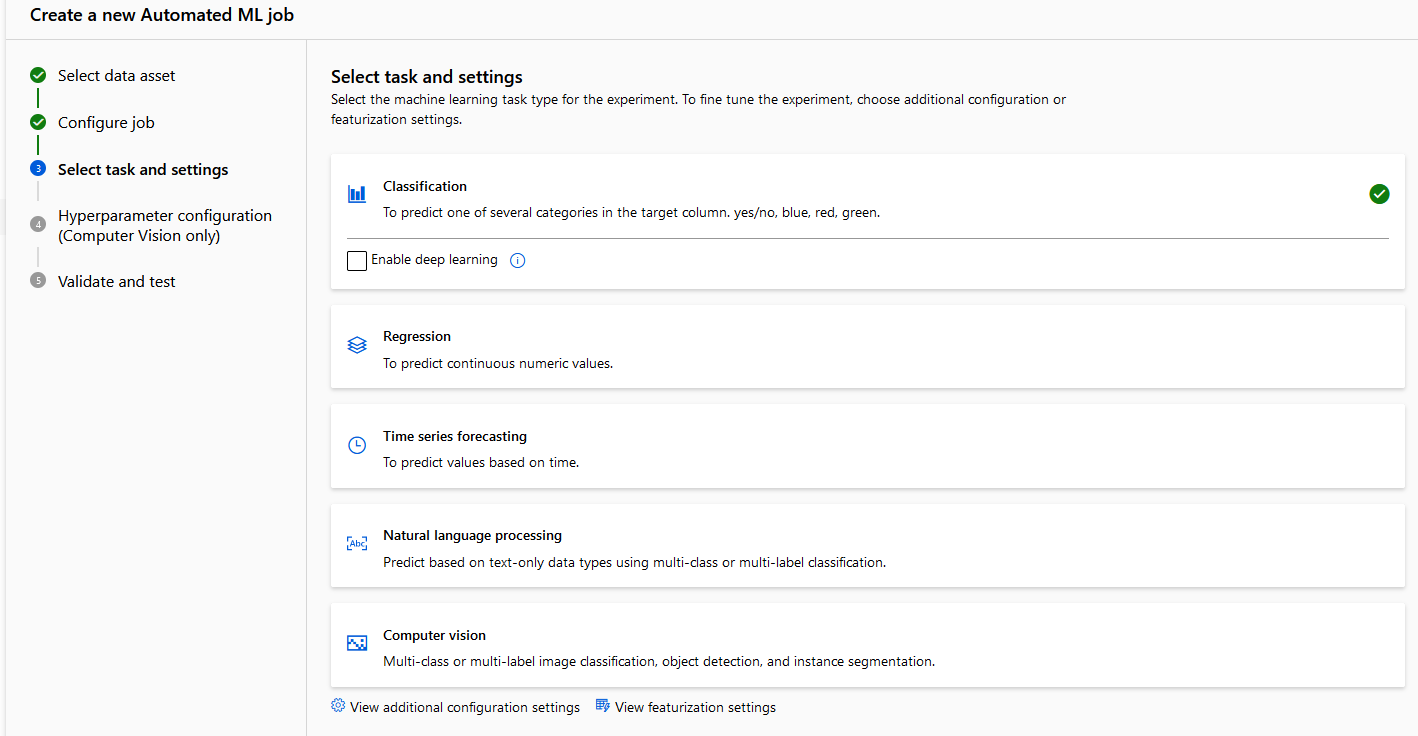 Create a new Automated ML job
Select data asset
Configure job
3
Select task and settings
4
Hyperparameter configuration
(Computer Vision only)
5
Validate and test
Select task and settings
Select the machine learning task type for the experiment. To fine tune the experiment, choose additional configuration or
featurization settings.
Classification
To predict one of several categories in the target column. yes/no, blue, red, green.
Enable deep learning
Regression
To predict continuous numeric values.
Time series forecasting
To predict values based on time.
Abc
Natural language processing
Predict based on text-only data types using multi-class or multi-label classification.
Computer vision
Multi-class or multi-label image classification, object detection, and instance segmentation.
View additional configuration settings View featurization settings